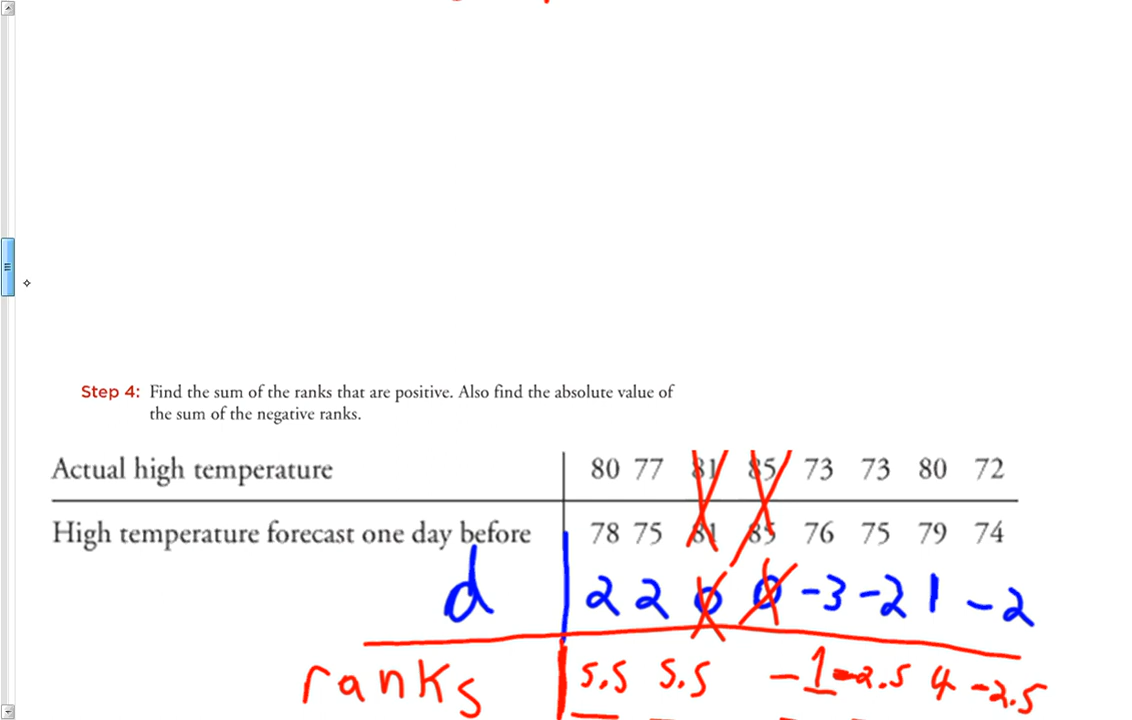 Step 4: Find the sum of the ranks that are positive. Also find the absolute value of
the sum of the negative ranks.
Actual high temperature 80 77 81 85 73 73 80 72
High temperature forecast one day before 78 75 81 85 76 75 79 74
d 2 2 0 0 -3 -2 1 -2
ranks 5.5 5.5 -1 -2.5 4 -2.5